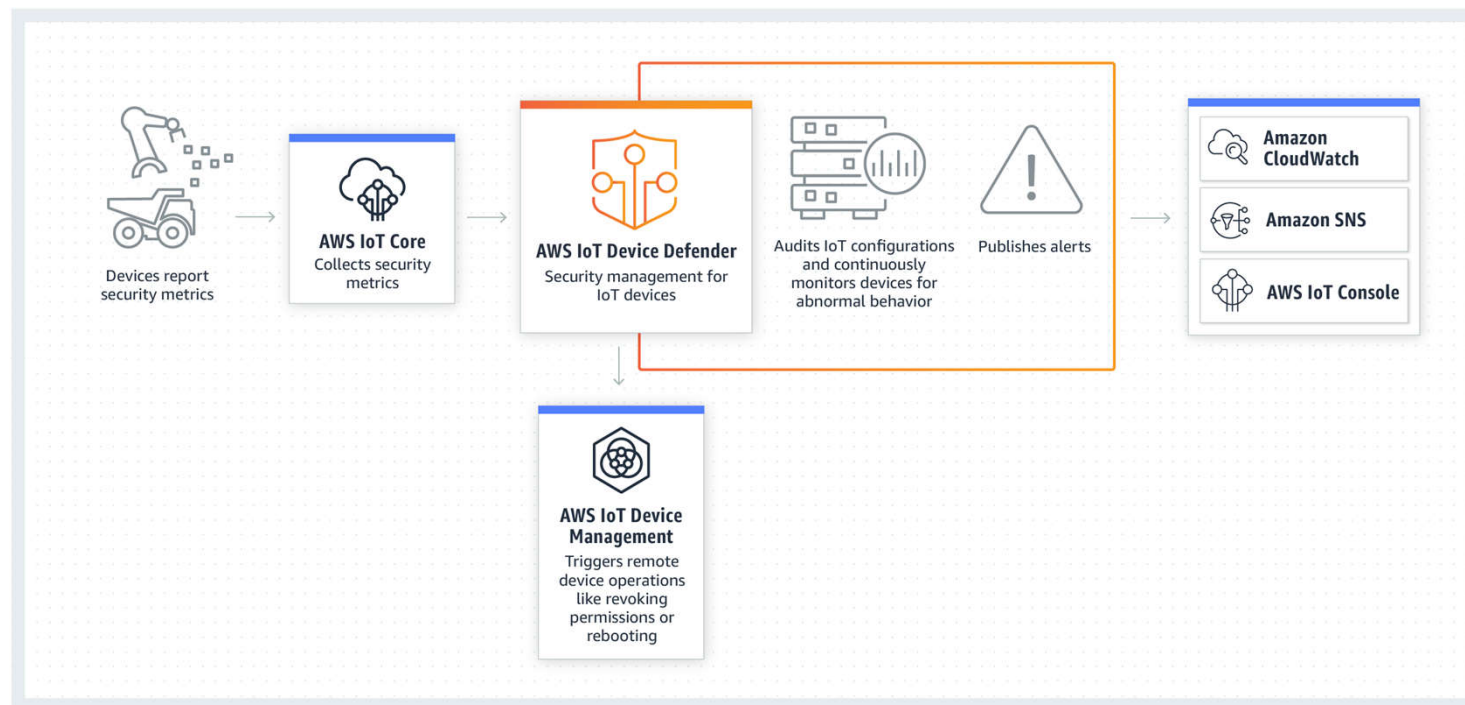 Devices report
security metrics
AWS IoT Core
Collects security
metrics
AWS IoT Device Defender
Security management for
IoT devices
Audits IoT configurations
and continuously
monitors devices for
abnormal behavior
Publishes alerts
Amazon
CloudWatch
Amazon SNS
AWS IoT Console
AWS IoT Device
Management
Triggers remote
device operations
like revoking
permissions or
rebooting